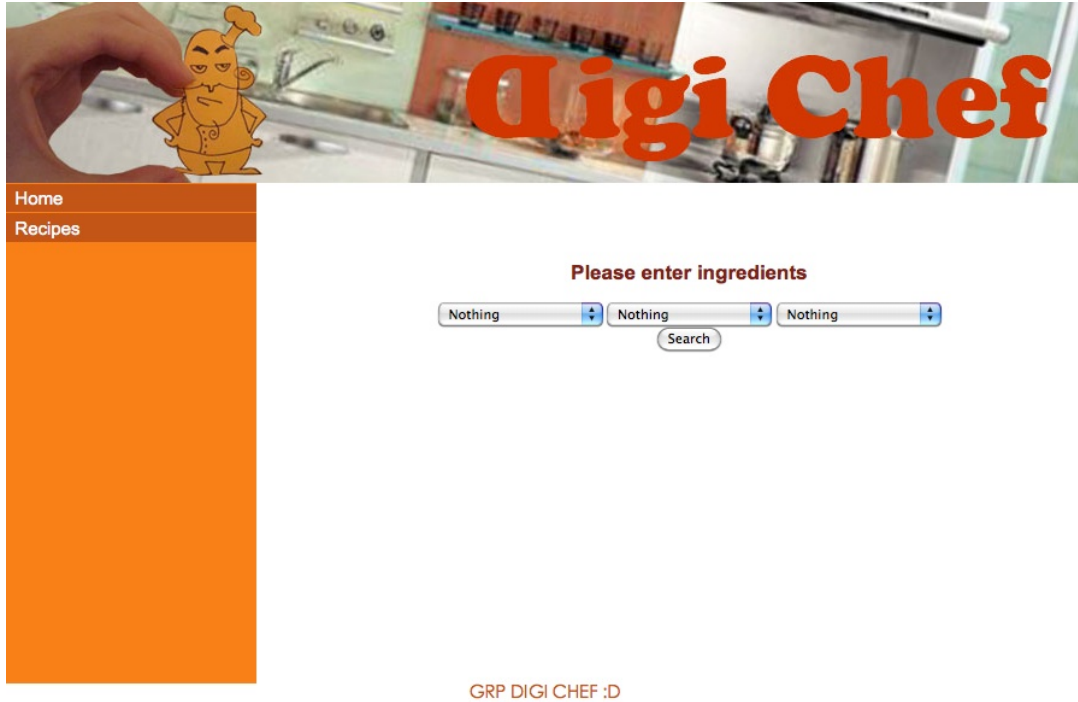 Digi Chef
Home
Recipes
Please enter ingredients
Nothing Nothing Nothing
Search
GRP DIGI CHEF :D